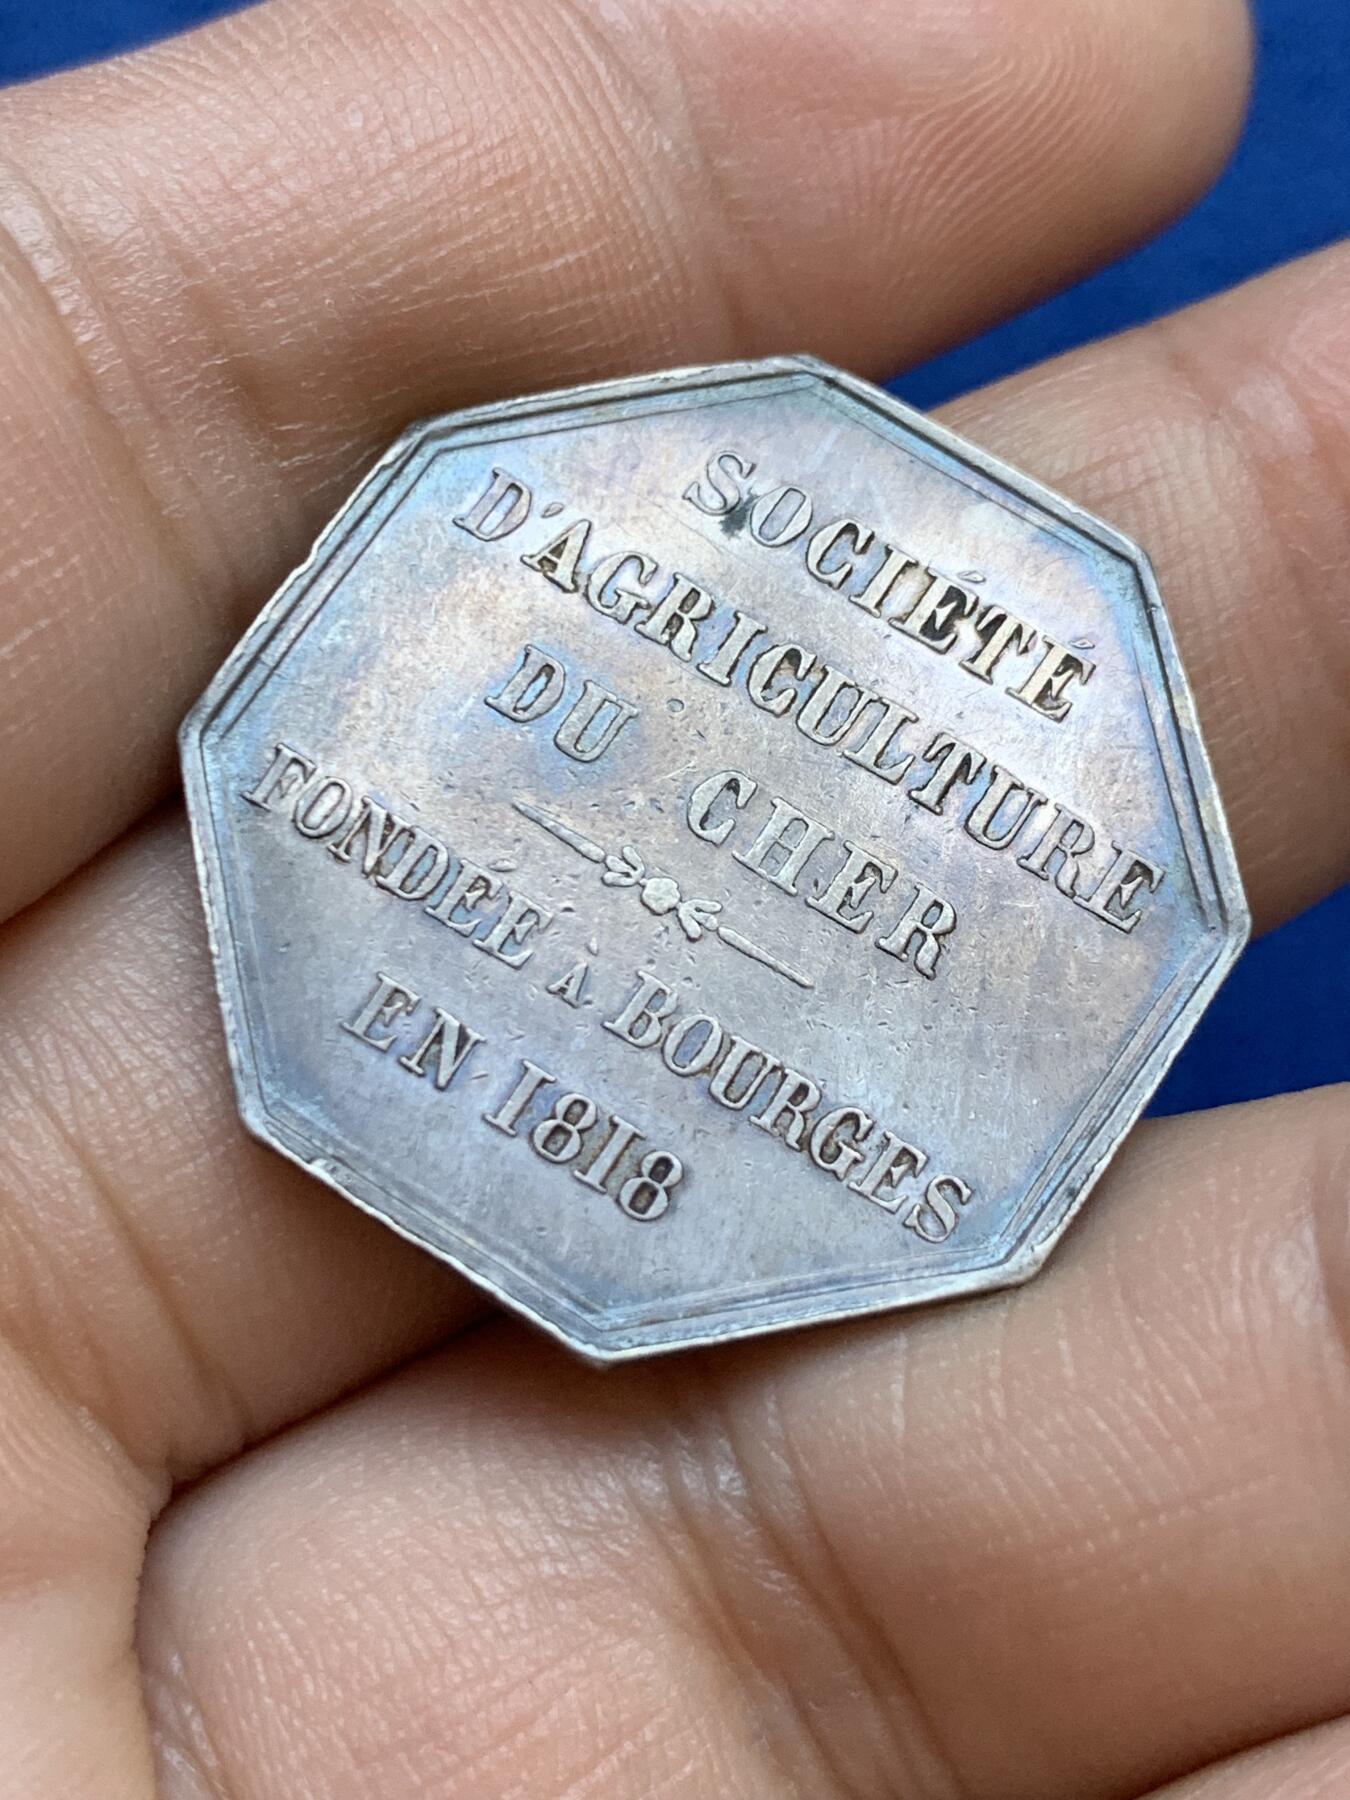 SOCIÉTÉ
D'AGRICULTURE
DU CHER
FONDÉE À BOURGES
EN 1818